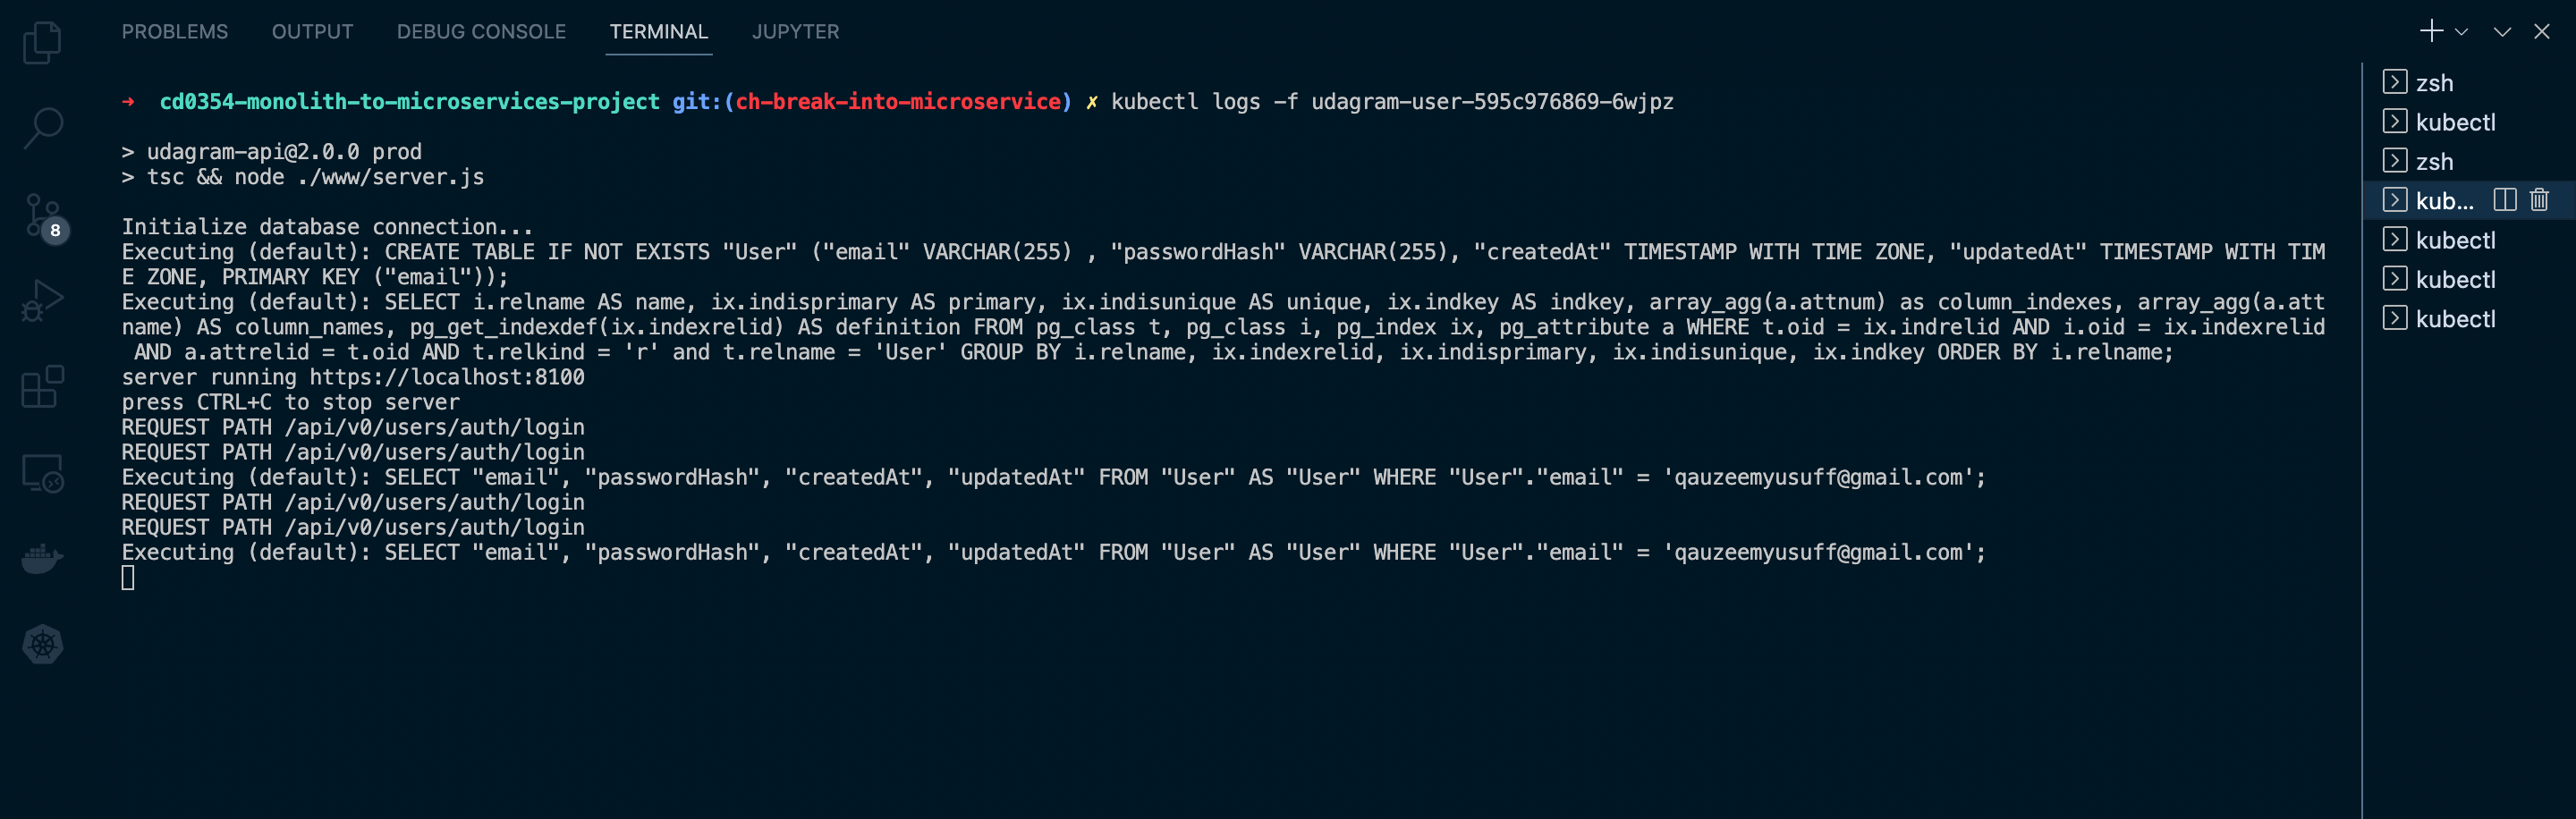 PROBLEMS OUTPUT DEBUG CONSOLE TERMINAL JUPYTER
➜ cd0354-monolith-to-microservices-project git:(ch-break-into-microservice) ✗ kubectl logs -f udagram-user-595c976869-6wjpz
> udagram-api@2.0.0 prod
> tsc && node ./www/server.js
Initialize database connection...
Executing (default): CREATE TABLE IF NOT EXISTS "User" ("email" VARCHAR(255) , "passwordHash" VARCHAR(255), "createdAt" TIMESTAMP WITH TIME ZONE, "updatedAt" TIMESTAMP WITH TIM
E ZONE, PRIMARY KEY ("email"));
Executing (default): SELECT i.relname AS name, ix.indisprimary AS primary, ix.indisunique AS unique, ix.indkey AS indkey, array_agg(a.attnum) as column_indexes, array_agg(a.att
name) AS column_names, pg_get_indexdef(ix.indexrelid) AS definition FROM pg_class t, pg_class i, pg_index ix, pg_attribute a WHERE t.oid = ix.indrelid AND i.oid = ix.indexrelid
AND a.attrelid = t.oid AND t.relkind = 'r' and t.relname = 'User' GROUP BY i.relname, ix.indexrelid, ix.indisprimary, ix.indisunique, ix.indkey ORDER BY i.relname;
server running https://localhost:8100
press CTRL+C to stop server
REQUEST PATH /api/v0/users/auth/login
REQUEST PATH /api/v0/users/auth/login
Executing (default): SELECT "email", "passwordHash", "createdAt", "updatedAt" FROM "User" AS "User" WHERE "User"."email" = 'qauzeemyusuff@gmail.com';
REQUEST PATH /api/v0/users/auth/login
REQUEST PATH /api/v0/users/auth/login
Executing (default): SELECT "email", "passwordHash", "createdAt", "updatedAt" FROM "User" AS "User" WHERE "User"."email" = 'qauzeemyusuff@gmail.com';
8
zsh
kubectl
zsh
kub...
kubectl
kubectl
kubectl